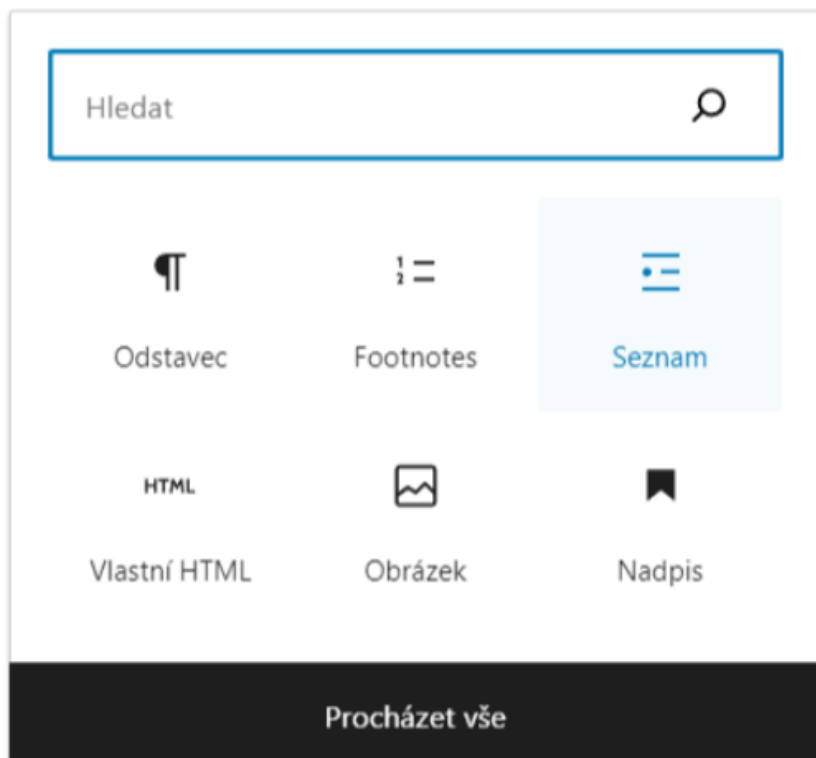 Hledat
Odstavec
Footnotes
Seznam
HTML
Vlastní HTML
Obrázek
Nadpis
Procházet vše